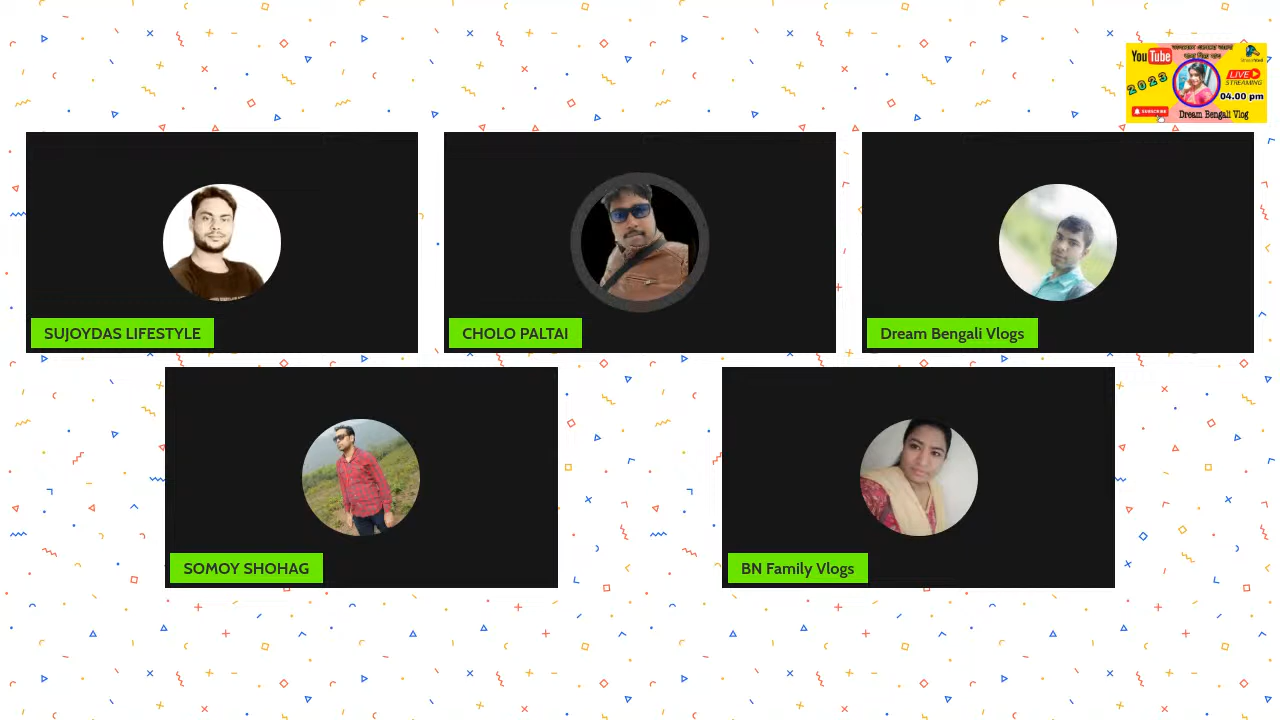 You Tube
2023
LIVE
STREAMING
04.00 pm
SUBSCRIBE
Dream Bengali Vlog
SUJOYDAS LIFESTYLE
CHOLO PALTAI
Dream Bengali Vlogs
SOMOY SHOHAG
BN Family Vlogs